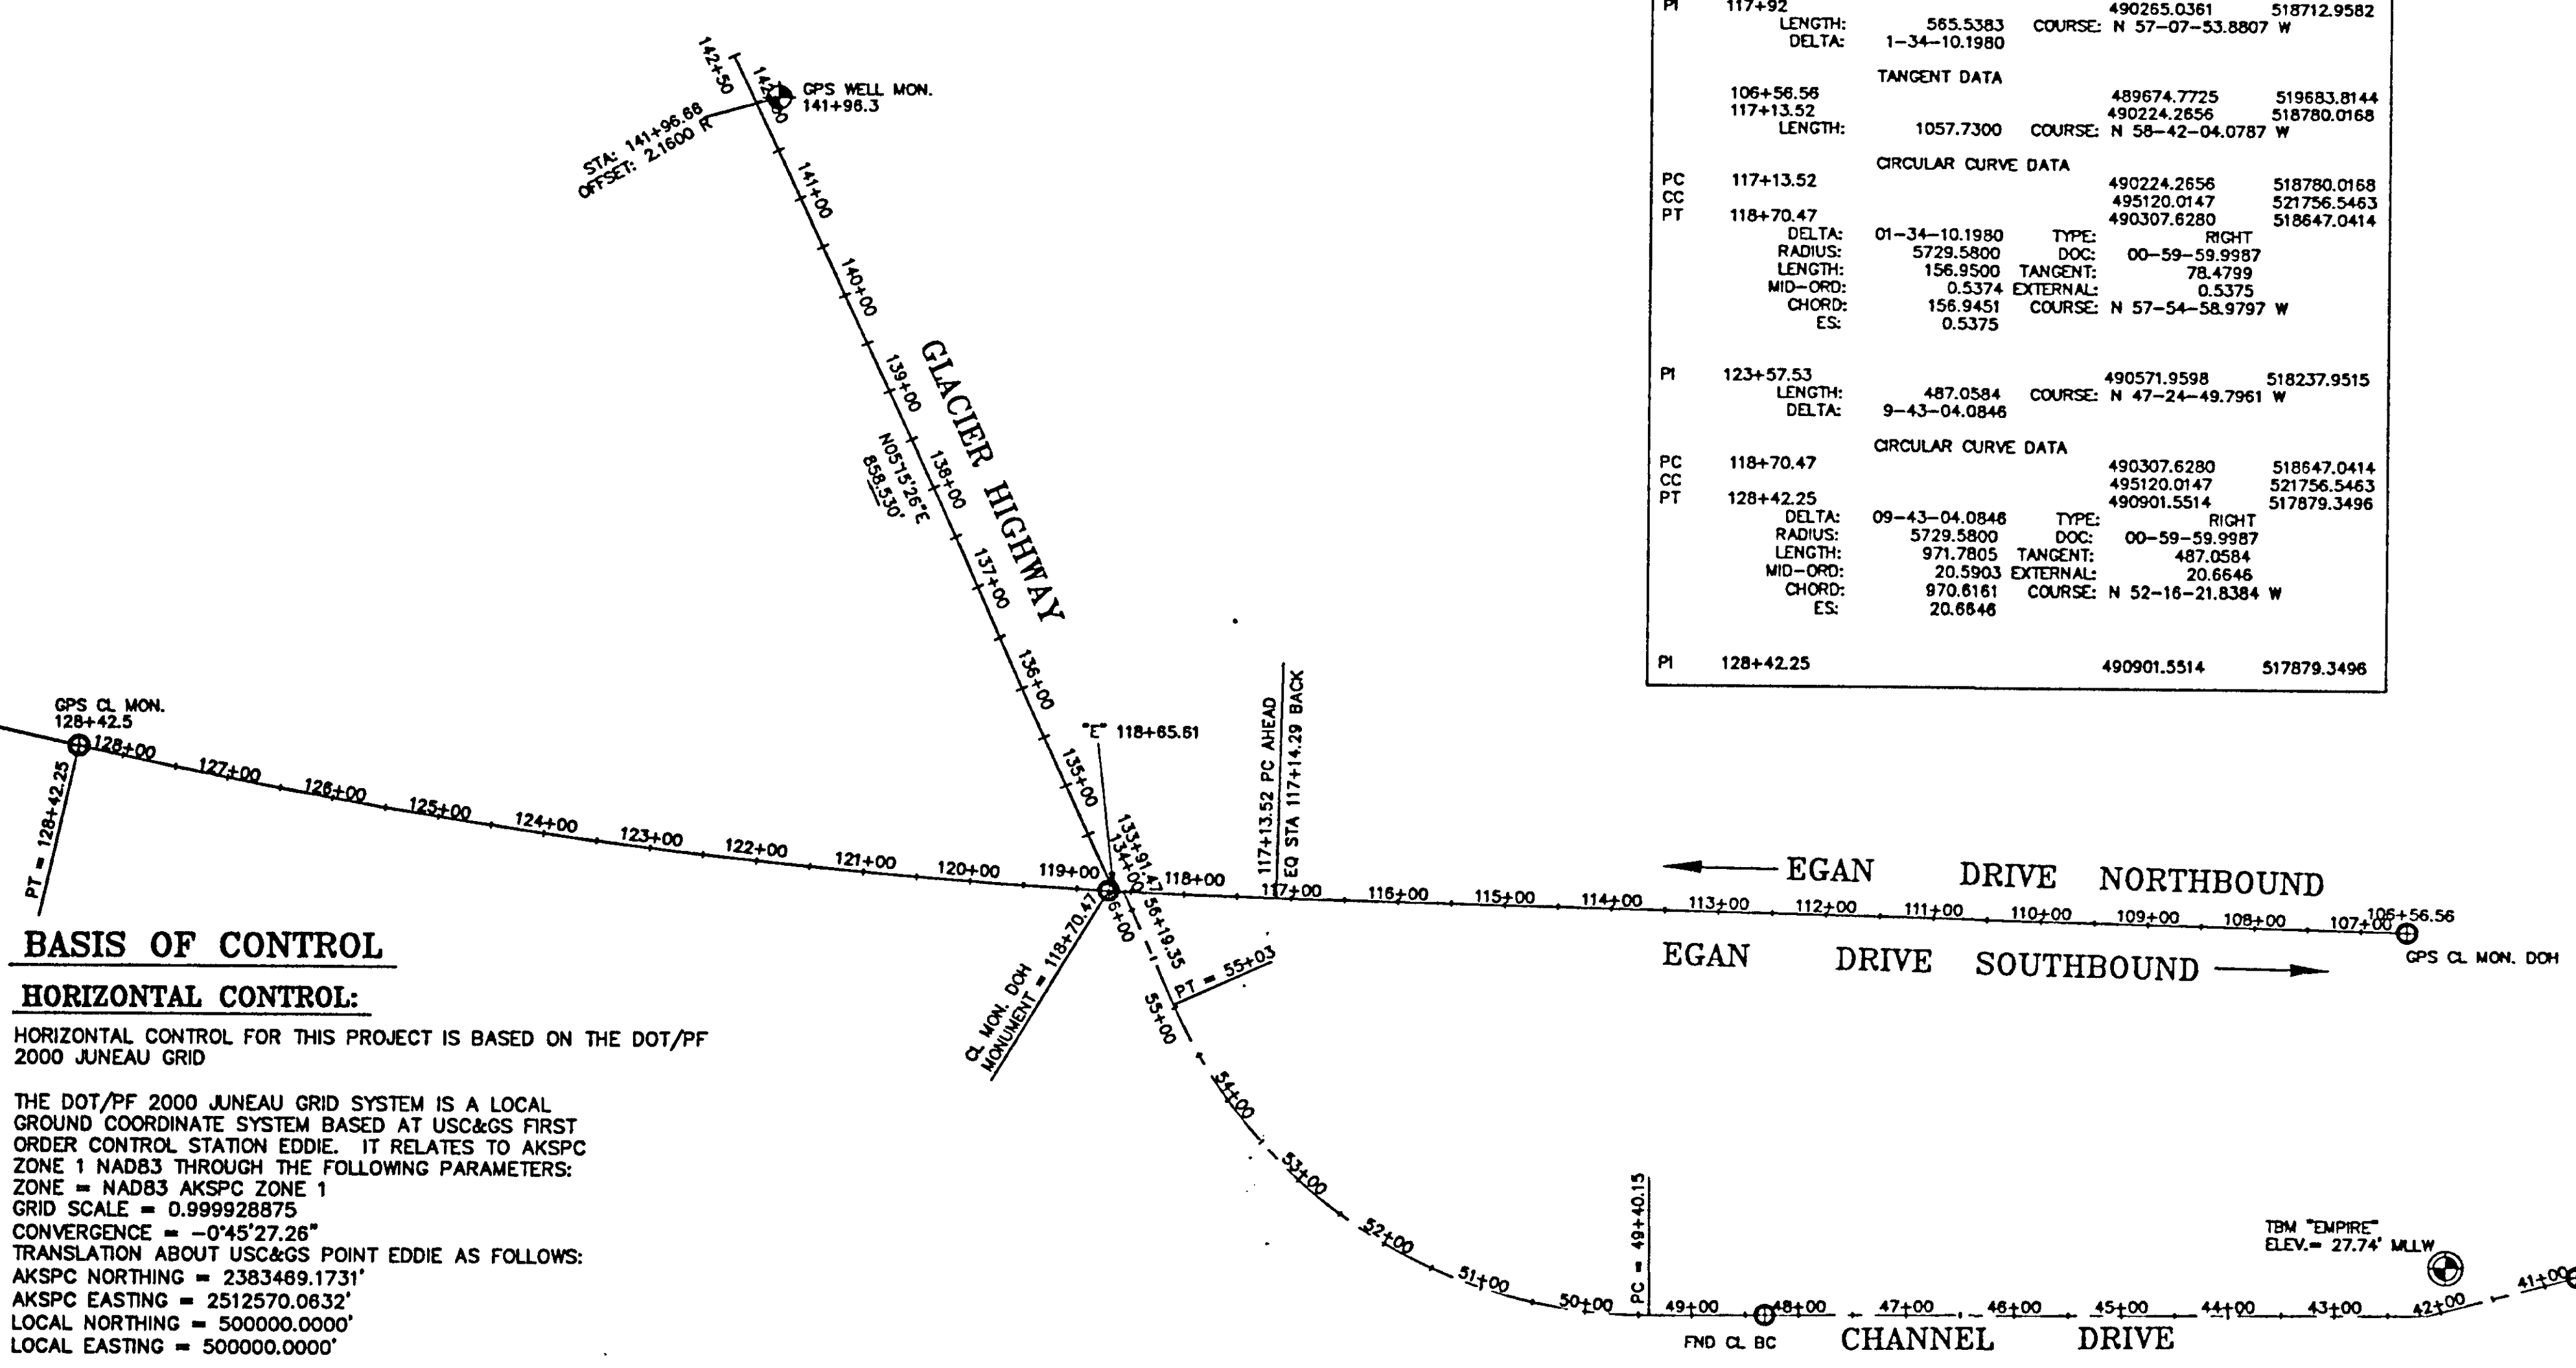 PI 117+92 490265.0361 518712.9582
LENGTH: 565.5383 COURSE: N 57-07-53.8807 W
DELTA: 1-34-10.1980
TANGENT DATA
106+56.56 489674.7725 519683.8144
117+13.52 490224.2656 518780.0168
LENGTH: 1057.7300 COURSE: N 58-42-04.0787 W
CIRCULAR CURVE DATA
PC 117+13.52 490224.2656 518780.0168
CC 495120.0147 521756.5463
PT 118+70.47 490307.6280 518647.0414
DELTA: 01-34-10.1980 TYPE: RIGHT
RADIUS: 5729.5800 DOC: 00-59-59.9987
LENGTH: 156.9500 TANGENT: 78.4799
MID-ORD: 0.5374 EXTERNAL: 0.5375
CHORD: 156.9451 COURSE: N 57-54-58.9797 W
ES: 0.5375
PI 123+57.53 490571.9598 518237.9515
LENGTH: 487.0584 COURSE: N 47-24-49.7961 W
DELTA: 9-43-04.0846
CIRCULAR CURVE DATA
PC 118+70.47 490307.6280 518647.0414
CC 495120.0147 521756.5463
PT 128+42.25 490901.5514 517879.3496
DELTA: 09-43-04.0846 TYPE: RIGHT
RADIUS: 5729.5800 DOC: 00-59-59.9987
LENGTH: 971.7805 TANGENT: 487.0584
MID-ORD: 20.5903 EXTERNAL: 20.6646
CHORD: 970.6161 COURSE: N 52-16-21.8384 W
ES: 20.6646
PI 128+42.25 490901.5514 517879.3496
142+50
GPS WELL MON.
141+96.3
STA: 141+96.66
OFFSET: 2.1600 R
141+00
140+00
139+00
138+00
137+00
136+00
135+00
GLACIER HIGHWAY
N05°15'26"E
858.530'
GPS CL MON.
128+42.5
PT = 128+42.25
128+00
127+00
126+00
125+00
124+00
123+00
122+00
121+00
120+00
119+00
118+00
117+00
116+00
115+00
114+00
113+00
112+00
111+00
110+00
109+00
108+00
107+00
106+56.56
GPS CL MON. DOH
"E" 118+65.61
133+91.47
134+00
56+19.35
117+13.52 PC AHEAD
EQ STA 117+14.29 BACK
EGAN DRIVE NORTHBOUND
EGAN DRIVE SOUTHBOUND
CL MON. DOH
MONUMENT = 118+70.47
PT = 55+03
55+00
54+00
53+00
52+00
51+00
50+00
PC = 49+40.15
49+00
48+00
47+00
46+00
45+00
44+00
43+00
42+00
41+00
FND CL BC
CHANNEL DRIVE
TBM "EMPIRE"
ELEV.= 27.74' MLLW
BASIS OF CONTROL
HORIZONTAL CONTROL:
HORIZONTAL CONTROL FOR THIS PROJECT IS BASED ON THE DOT/PF
2000 JUNEAU GRID
THE DOT/PF 2000 JUNEAU GRID SYSTEM IS A LOCAL
GROUND COORDINATE SYSTEM BASED AT USC&GS FIRST
ORDER CONTROL STATION EDDIE. IT RELATES TO AKSPC
ZONE 1 NAD83 THROUGH THE FOLLOWING PARAMETERS:
ZONE = NAD83 AKSPC ZONE 1
GRID SCALE = 0.999928875
CONVERGENCE = -0°45'27.26"
TRANSLATION ABOUT USC&GS POINT EDDIE AS FOLLOWS:
AKSPC NORTHING = 2383469.1731'
AKSPC EASTING = 2512570.0632'
LOCAL NORTHING = 500000.0000'
LOCAL EASTING = 500000.0000'